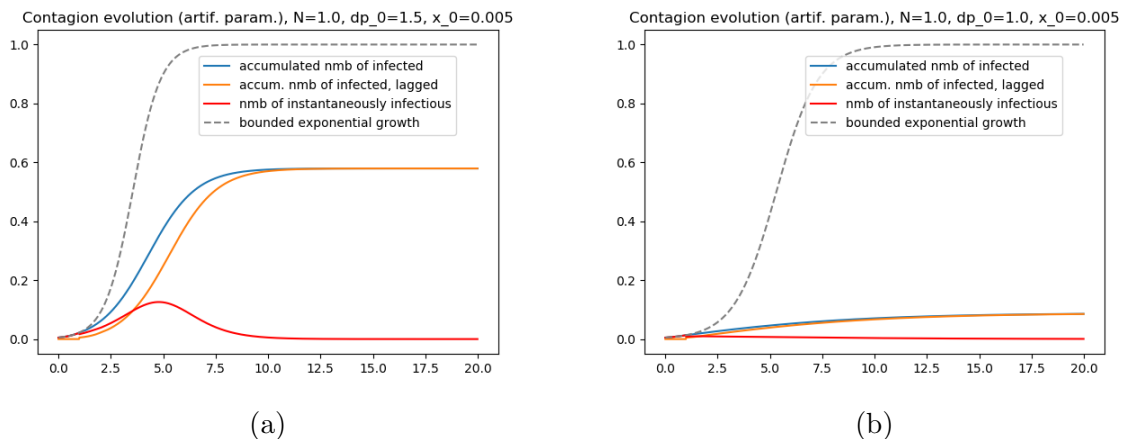 Contagion evolution (artif. param.), N=1.0, dp_0=1.5, x_0=0.005
1.0
0.8
0.6
0.4
0.2
0.0
0.0 2.5 5.0 7.5 10.0 12.5 15.0 17.5 20.0
accumulated nmb of infected
accum. nmb of infected, lagged
nmb of instantaneously infectious
bounded exponential growth
(a)
Contagion evolution (artif. param.), N=1.0, dp_0=1.0, x_0=0.005
1.0
0.8
0.6
0.4
0.2
0.0
0.0 2.5 5.0 7.5 10.0 12.5 15.0 17.5 20.0
accumulated nmb of infected
accum. nmb of infected, lagged
nmb of instantaneously infectious
bounded exponential growth
(b)